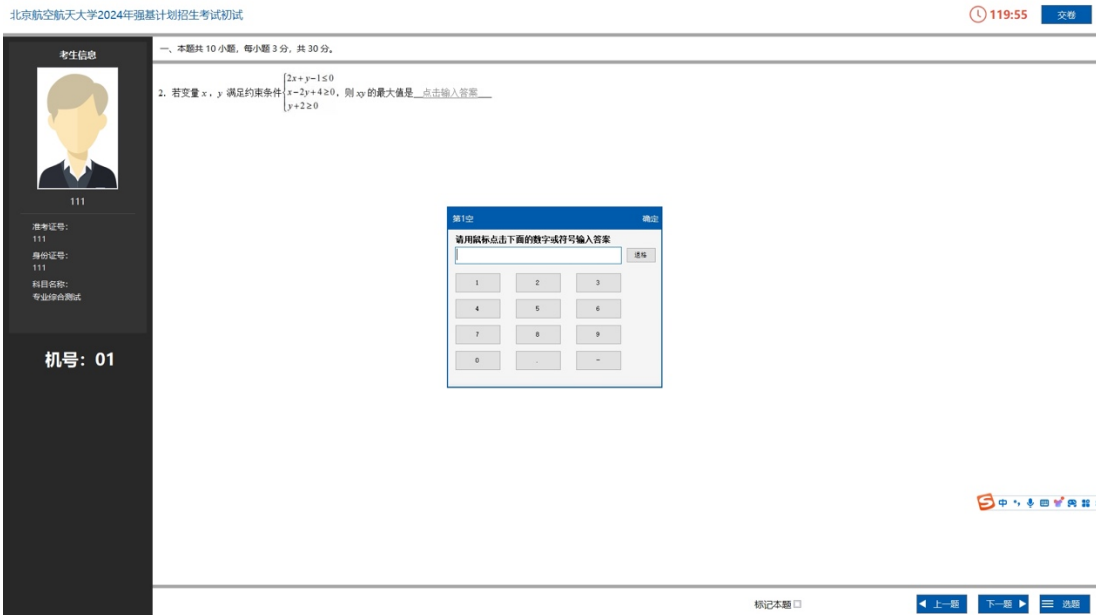 北京航空航天大学2024年强基计划招生考试初试
119:55
交卷
考生信息
111
准考证号：
111
身份证号：
111
科目名称：
专业综合测试
机号：01
一、本题共 10 小题，每小题 3 分，共 30 分。
2x+y-1≤0
2、若变量 x，y 满足约束条件 x-2y+4≥0，则 xy 的最大值是 点击输入答案
y+2≥0
第1空 确定
请用鼠标点击下面的数字或符号输入答案
退格
1 2 3
4 5 6
7 8 9
0 . -
中
标记本题
上一题 下一题 选题